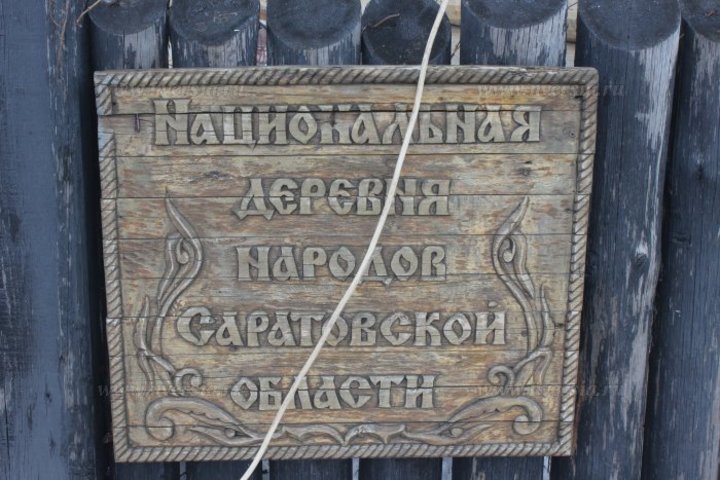 Национальная
деревня
народов
Саратовской
области